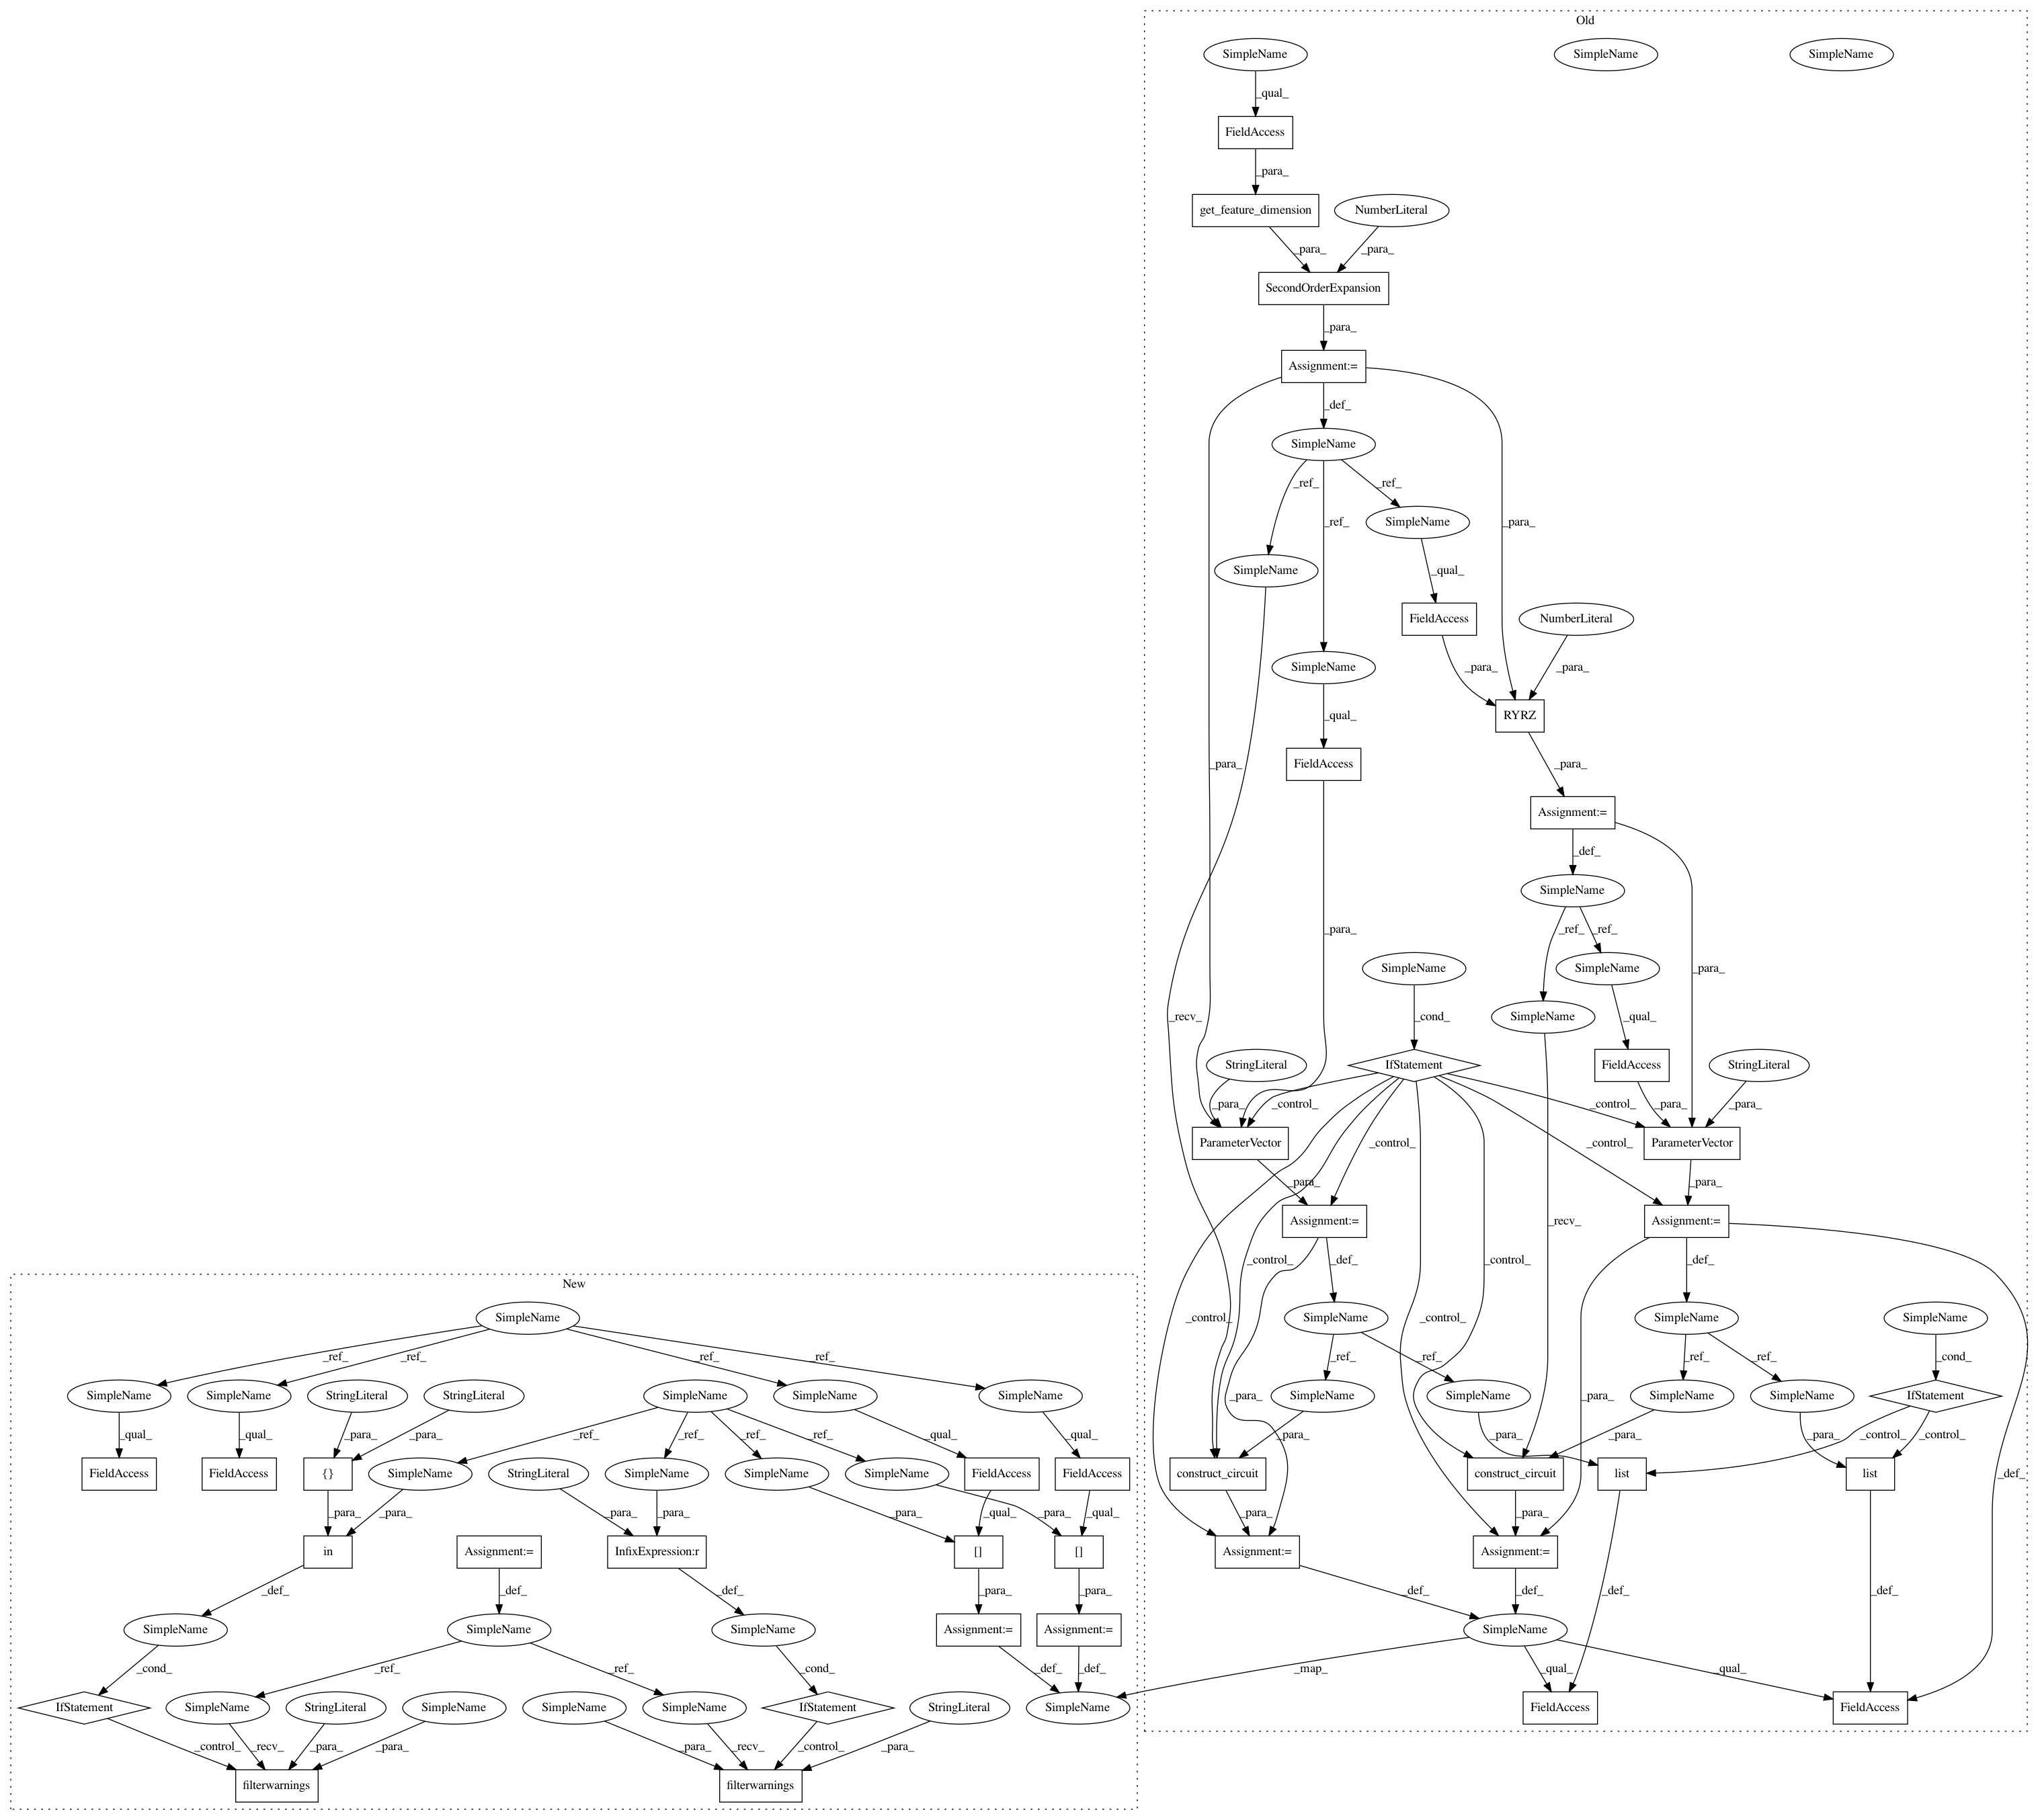 Old
SimpleName SimpleName SimpleName
_qual_
FieldAccess
_para_
get_feature_dimension NumberLiteral
_para_ _para_
SecondOrderExpansion
_para_
Assignment:=
_def_
SimpleName
_ref_ _ref_
SimpleName
_ref_ _para_
SimpleName
_qual_
FieldAccess NumberLiteral
SimpleName
_para_ _para_
_qual_
RYRZ
FieldAccess
_para_ _para_
Assignment:=
_def_
SimpleName
_para_
_ref_ _ref_
SimpleName SimpleName _para_
SimpleName
_recv_ _cond_ _qual_
StringLiteral IfStatement FieldAccess StringLiteral
_para_ _control_ _control_ _para_ _para_
ParameterVector ParameterVector
_control_ _control_
_para_ _para_
Assignment:= _recv_ Assignment:=
_control_ _control_
_def_ _def_
New
SimpleName
_control_ _control_
SimpleName SimpleName SimpleName
_ref_ _ref_ _ref_ _ref_
_ref_ _ref_ _ref_ _ref_ _cond_
SimpleName SimpleName StringLiteral StringLiteral SimpleName SimpleName SimpleName
_para_ SimpleName SimpleName _para_ SimpleName SimpleName IfStatement
_qual_ _qual_ _para_ _para_ _ref_ _ref_ _ref_ _ref_ _qual_ _qual_
_para_ _para_ _para_ _para_ _control_ _control_
FieldAccess FieldAccess {} SimpleName StringLiteral SimpleName SimpleName SimpleName FieldAccess FieldAccess
construct_circuit construct_circuit list list _def_
_para_ _para_ _para_ _para_ _para_ _qual_ _para_ _qual_
_para_ _para_
in Assignment:= InfixExpression:r [] []
Assignment:= Assignment:=
_def_ _def_ _def_ _para_ _para_
_def_ _def_ _def_ _def_
SimpleName SimpleName SimpleName Assignment:= Assignment:=
SimpleName
_cond_ _ref_ _ref_ _cond_ _def_ _def_
_map_ _qual_ _qual_
IfStatement SimpleName StringLiteral SimpleName SimpleName SimpleName IfStatement StringLiteral SimpleName
FieldAccess FieldAccess
_control_ _recv_ _para_ _para_ _para_ _recv_ _control_ _para_
filterwarnings filterwarnings